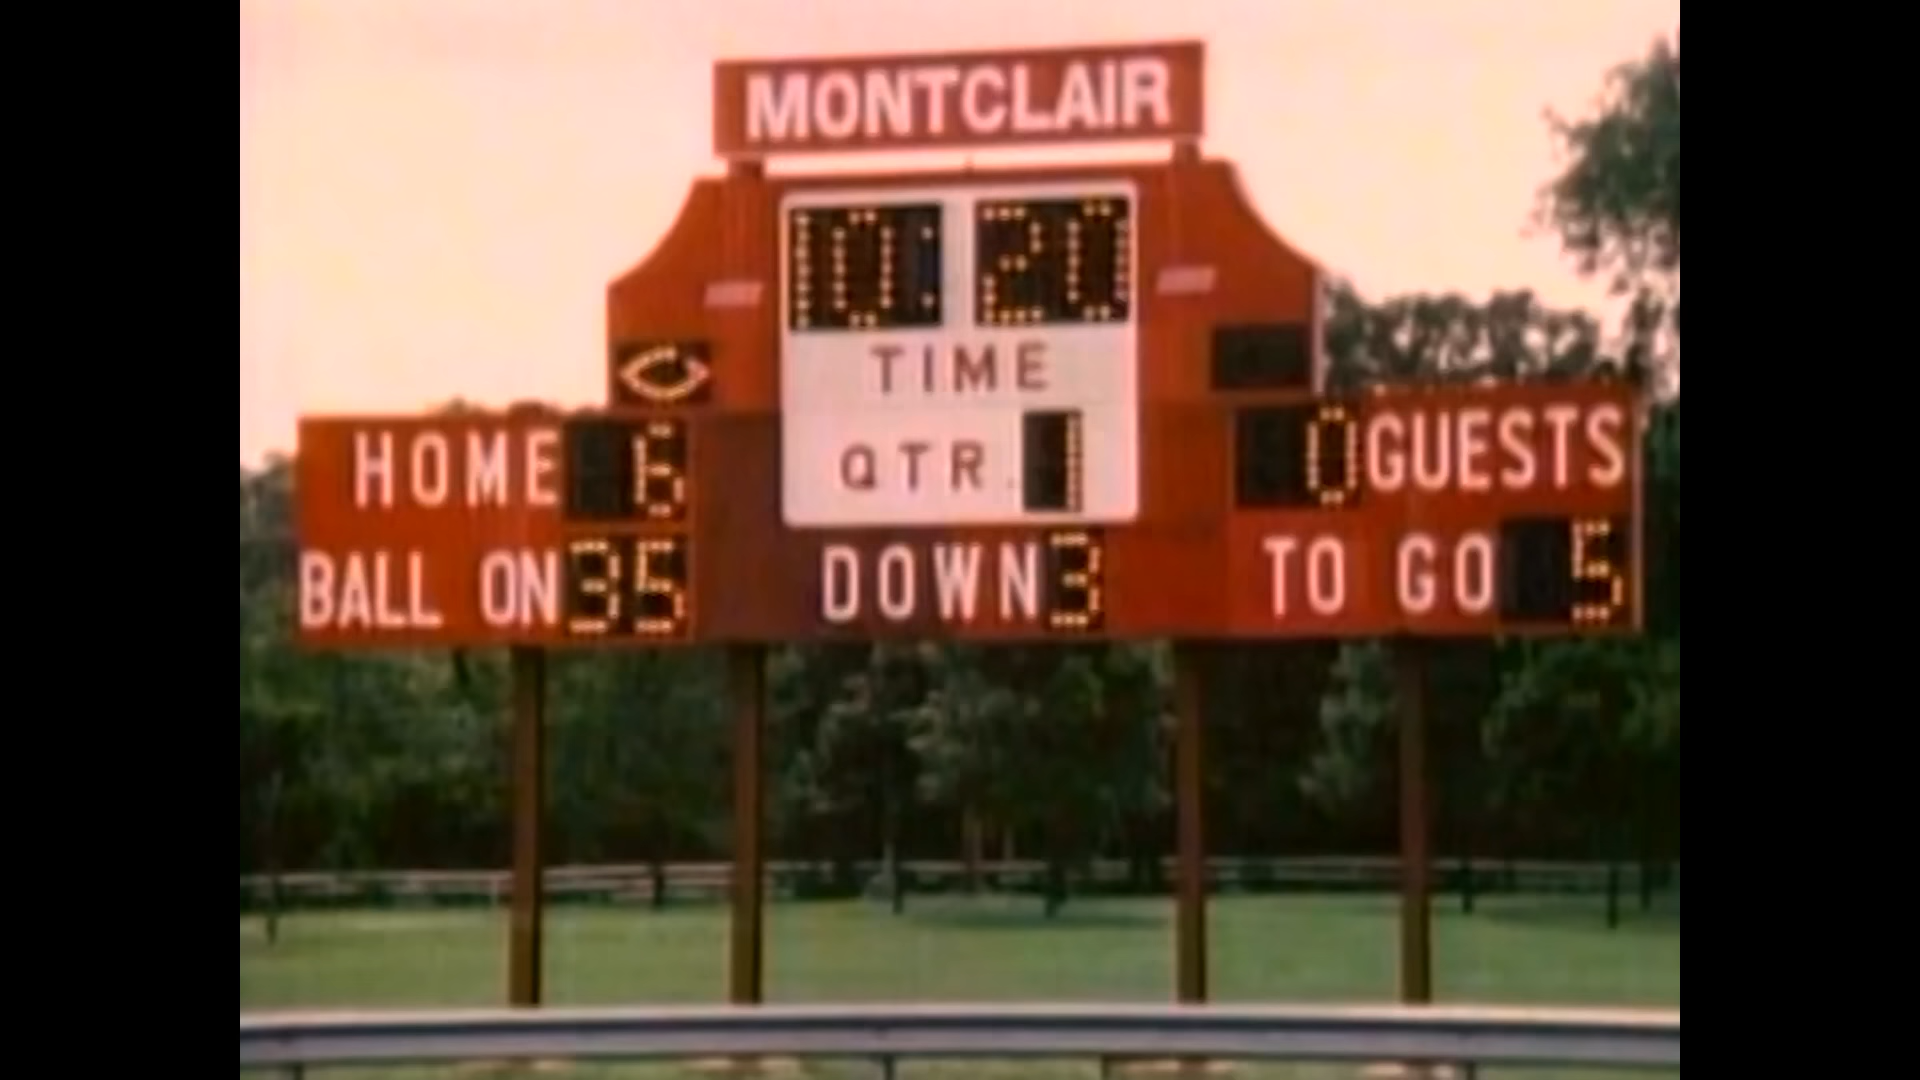 MONTCLAIR
10:20
TIME
HOME 6
QTR. 1
0 GUESTS
BALL ON 35
DOWN 3
TO GO 5